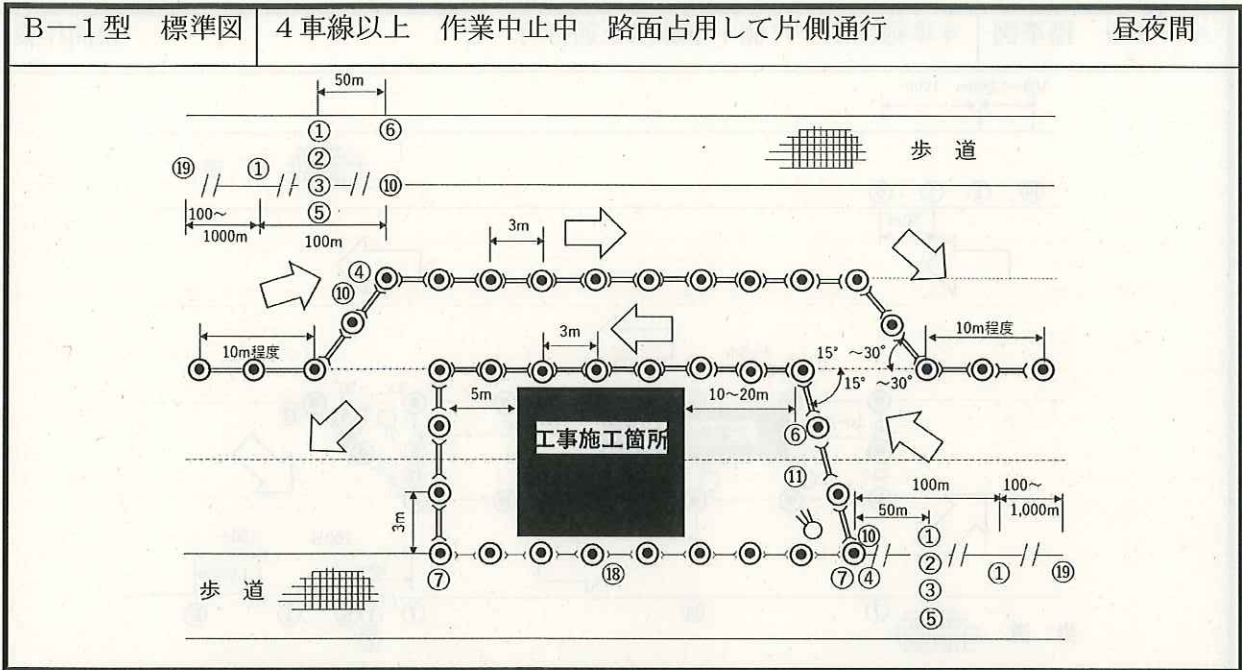 B—1型 標準図 4車線以上 作業中止中 路面占用して片側通行 昼夜間
50m
① ⑥
②
⑲ ① ③ ⑩
⑤
100~
1000m
100m
歩道
3m
④
⑩
10m程度
3m
10m程度
15° ~30°
15° ~30°
5m
10~20m
工事施工箇所
⑥
⑪
100m
100~
1,000m
50m
3m
⑩ ①
⑦ ⑱ ⑦ ④ ② ① ⑲
③
⑤
歩道